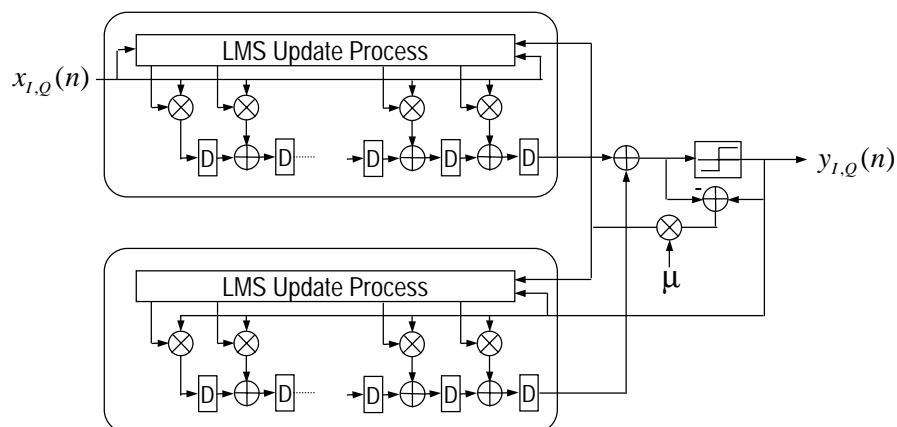 LMS Update Process
x_{I,Q}(n)
D
D
D
D
D
y_{I,Q}(n)
-
μ
LMS Update Process
D
D
D
D
D